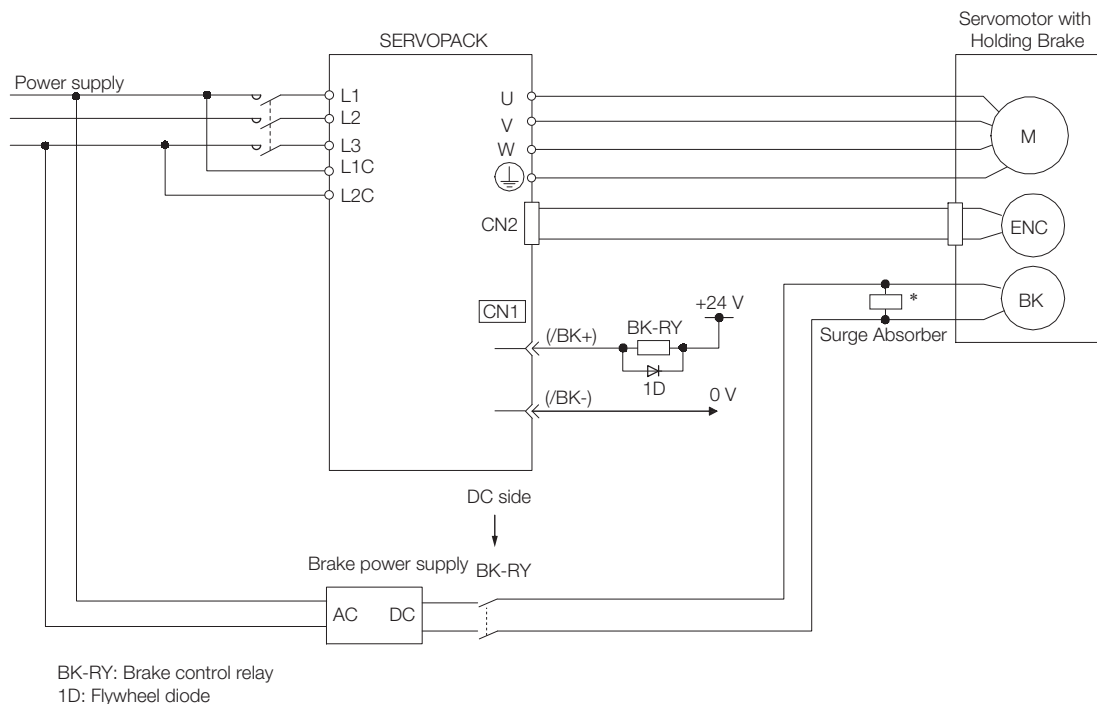 Servomotor with
Holding Brake
SERVOPACK
Power supply
L1
L2
L3
L1C
L2C
U
V
W
M
CN2
ENC
CN1
BK
*
Surge Absorber
+24 V
(/BK+)
BK-RY
1D
(/BK-)
0 V
DC side
Brake power supply
BK-RY
AC
DC
BK-RY: Brake control relay
1D: Flywheel diode